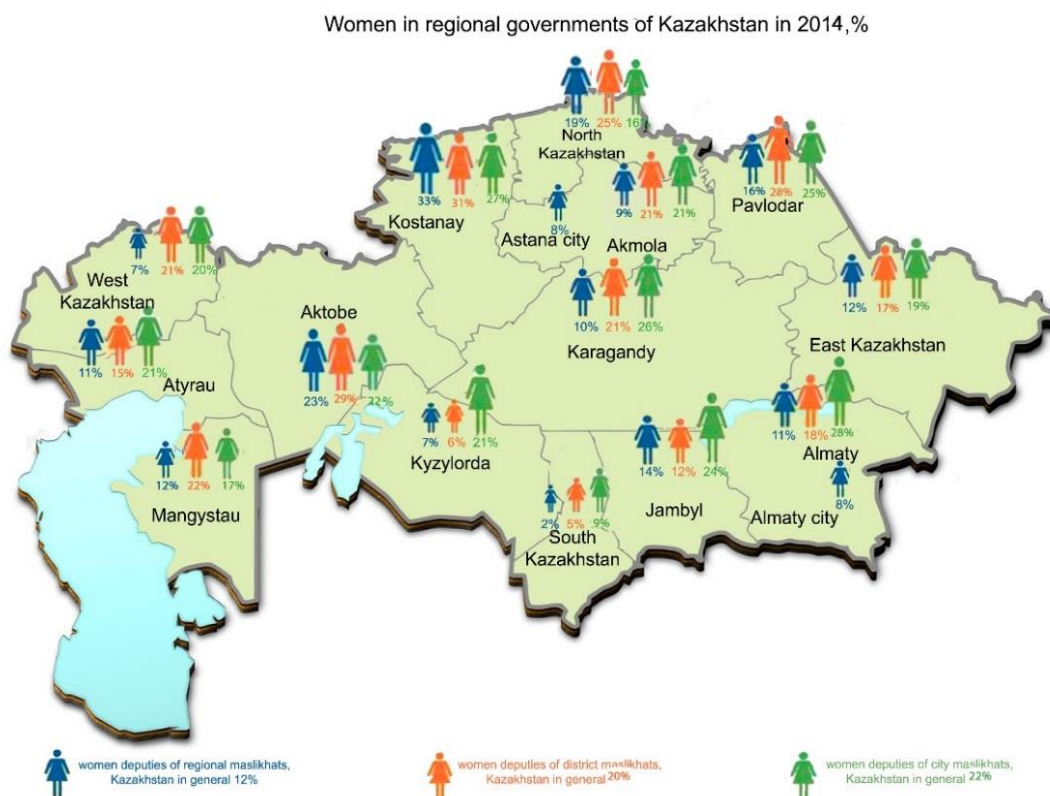 Women in regional governments of Kazakhstan in 2014,%
19% 25% 16%
North
Kazakhstan
33% 31% 27%
Kostanay
8%
Astana city
9% 21% 21%
Akmola
16% 28% 25%
Pavlodar
7% 21% 20%
West
Kazakhstan
11% 15% 21%
Atyrau
Aktobe
23% 29% 22%
10% 21% 26%
Karagandy
12% 17% 19%
East Kazakhstan
7% 6% 21%
Kyzylorda
12% 22% 17%
Mangystau
2% 5% 9%
South
Kazakhstan
14% 12% 24%
Jambyl
11% 18% 28%
Almaty
8%
Almaty city
women deputies of regional maslikhats,
Kazakhstan in general 12%
women deputies of district maslikhats,
Kazakhstan in general 20%
women deputies of city maslikhats,
Kazakhstan in general 22%